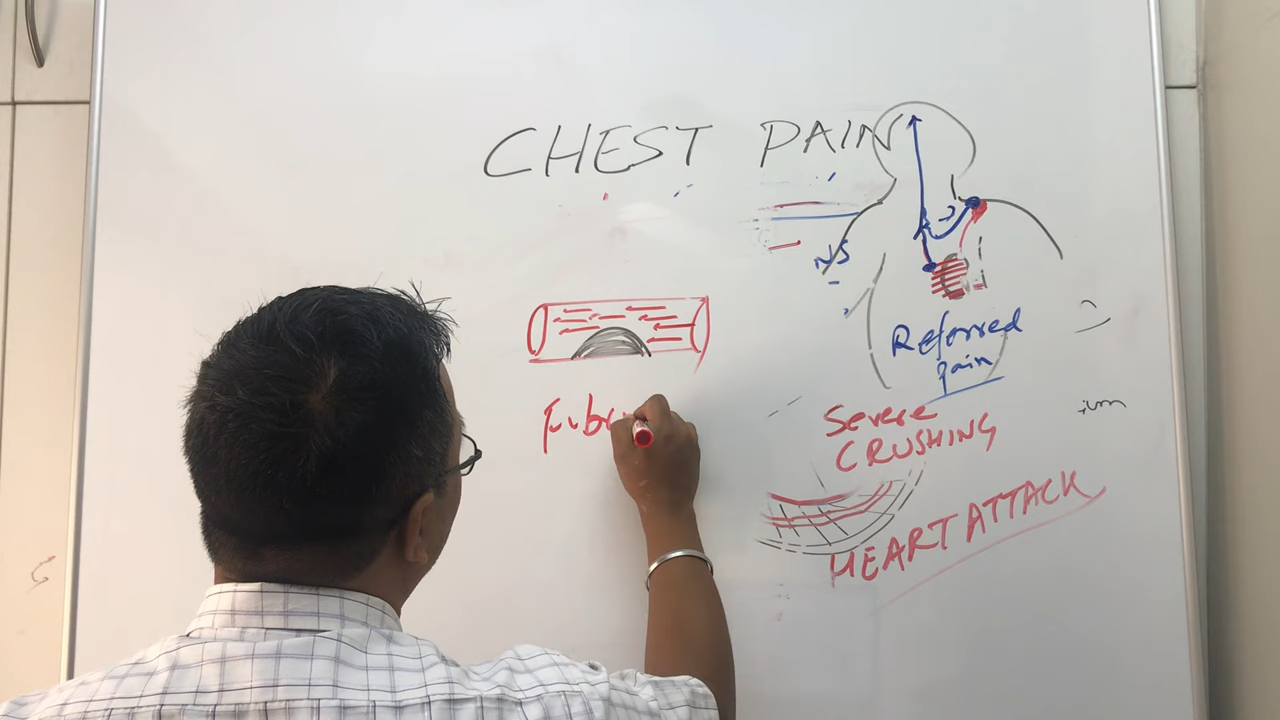 CHEST PAIN
NS
Referred
pain
Severe
CRUSHING
HEART ATTACK